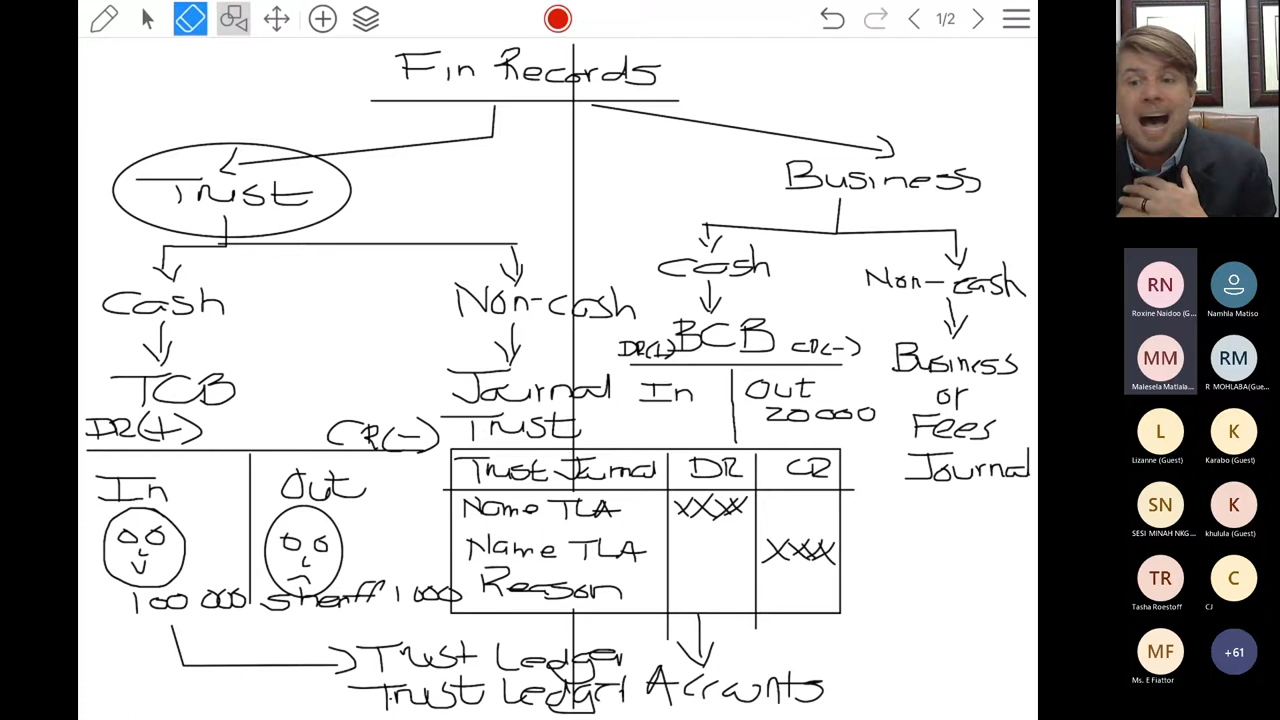 1/2
Fin Records
Trust
Business
Cash
Non-cash
Cash
Non-cash
TCB
Journal
Trust
DR(+)
CR(-)
BCB
DR(+)
CR(-)
In
Out
20000
Business
or
Fees
Journal
In
Out
100 000
Sheriff 1000
Trust Journal DR CR
Name TLA XXXX
Name TLA XXX
Reason
Trust Ledger
Trust Ledger Accounts
RN
Roxine Naidoo (G...
Namhla Matiso
MM
Malesela Matlala...
RM
R MOHLABA(Gue...
L
Lizanne (Guest)
K
Karabo (Guest)
SN
SESI MINAH NKG...
K
khulula (Guest)
TR
Tasha Roestoff
C
CJ
MF
Ms. E Fiattor
+61